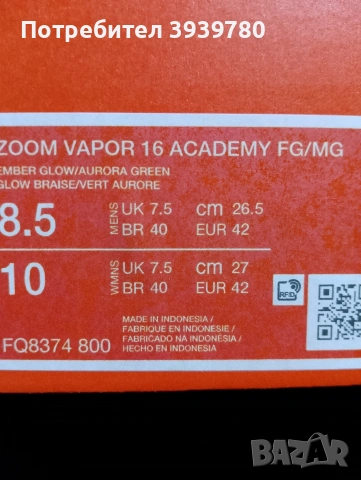 Потребител 3939780
ZOOM VAPOR 16 ACADEMY FG/MG
EMBER GLOW/AURORA GREEN
GLOW BRAISE/VERT AURORE
8.5 MENS UK 7.5 cm 26.5
BR 40 EUR 42
10 WMNS UK 7.5 cm 27
BR 40 EUR 42
RFID
MADE IN INDONESIA /
FABRIQUE EN INDONESIE /
FABRICADO NA INDONÉSIA /
HECHO EN INDONESIA
FQ8374 800
BAZAR